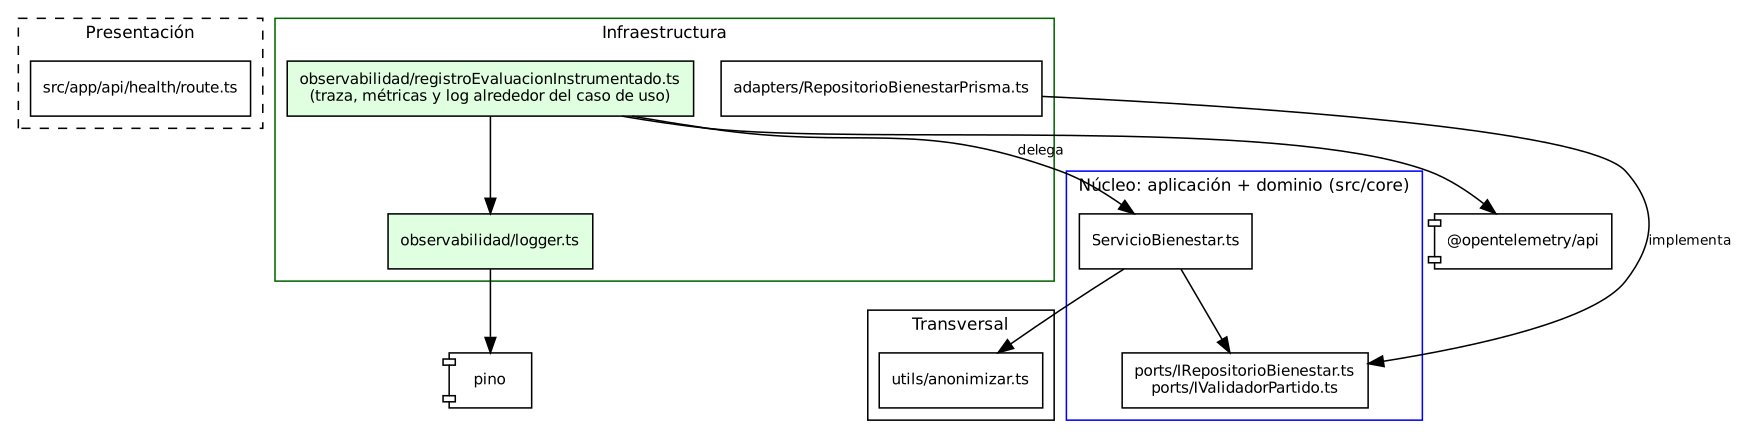 Presentación
src/app/api/health/route.ts
Infraestructura
observabilidad/registroEvaluacionInstrumentado.ts
(traza, métricas y log alrededor del caso de uso)
adapters/RepositorioBienestarPrisma.ts
delega
Núcleo: aplicación + dominio (src/core)
observabilidad/logger.ts
ServicioBienestar.ts
@opentelemetry/api
implementa
Transversal
pino
utils/anonimizar.ts
ports/IRepositorioBienestar.ts
ports/IValidadorPartido.ts